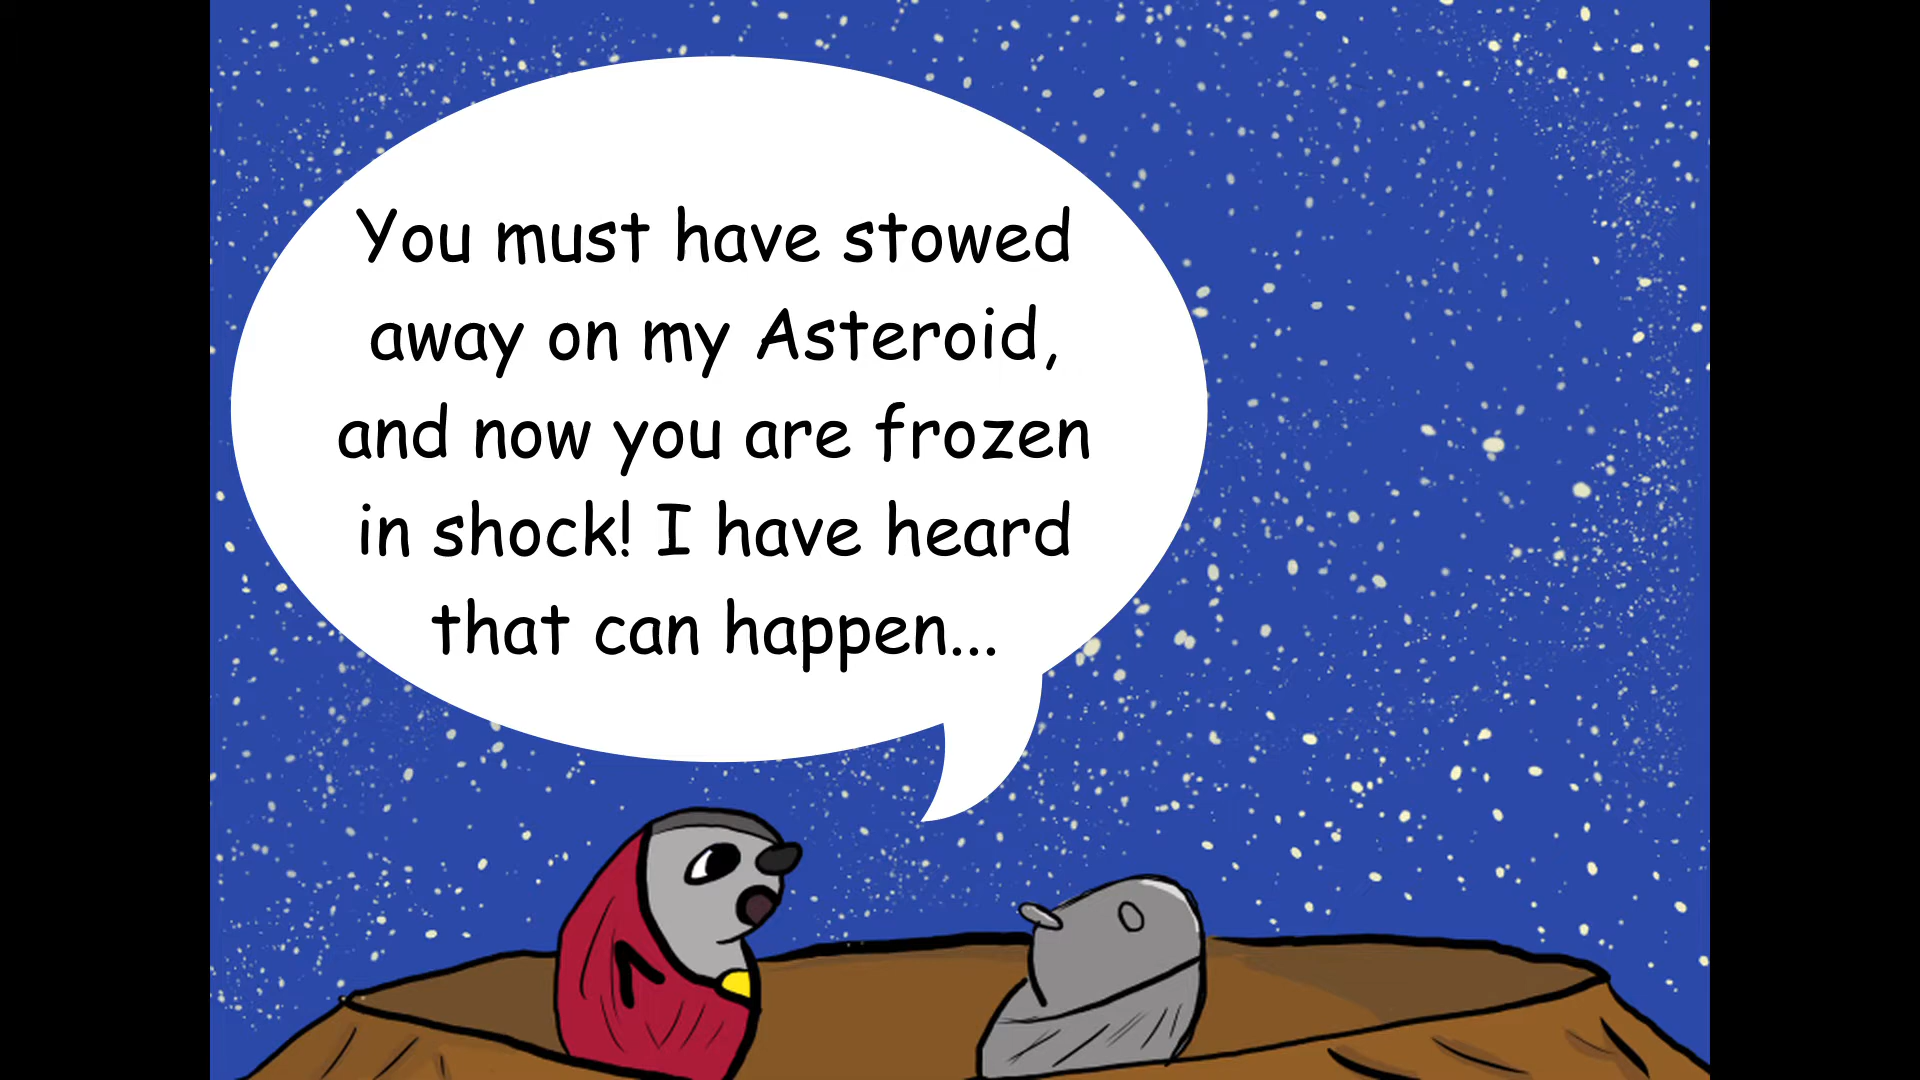 You must have stowed
away on my Asteroid,
and now you are frozen
in shock! I have heard
that can happen...